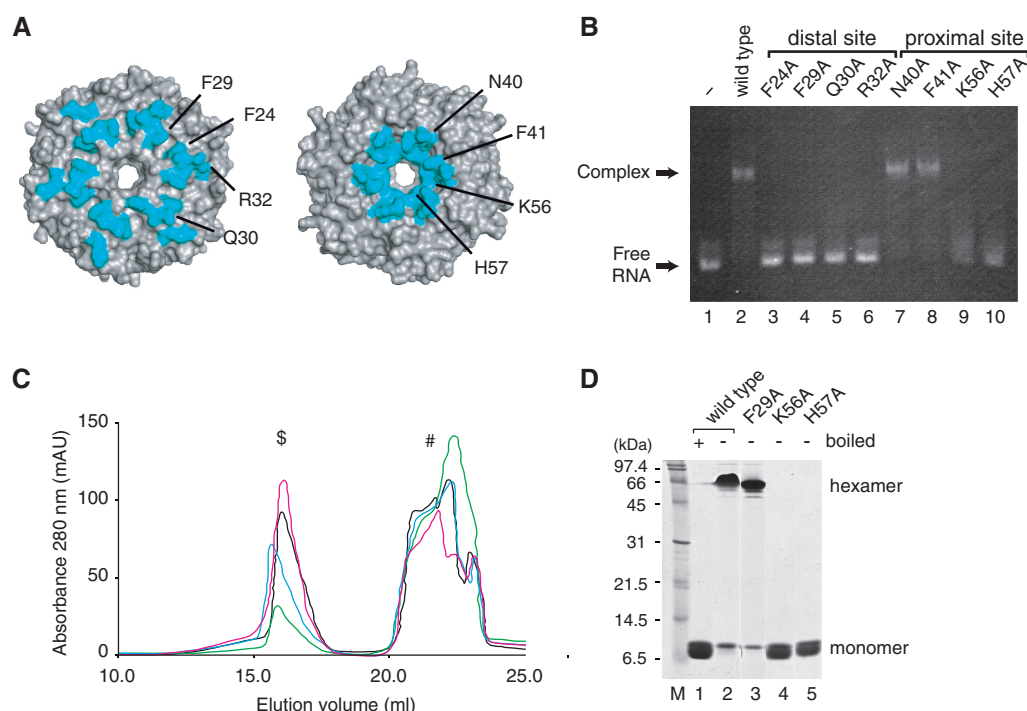 A
F29
F24
R32
Q30
N40
F41
K56
H57
B
distal site
proximal site
–
wild type
F24A
F29A
Q30A
R32A
N40A
F41A
K56A
H57A
Complex
Free
RNA
1 2 3 4 5 6 7 8 9 10
C
Absorbance 280 nm (mAU)
150
100
50
0
$
#
10.0 15.0 20.0 25.0
Elution volume (ml)
D
wild type
F29A
K56A
H57A
(kDa)
+ - - - - boiled
97.4
66
45
31
21.5
14.5
6.5
hexamer
monomer
M 1 2 3 4 5